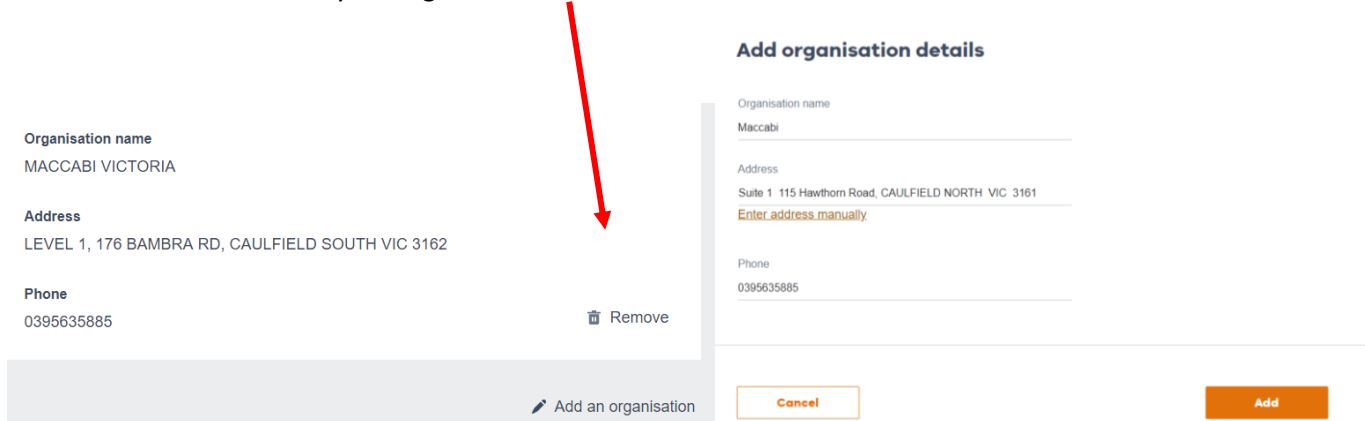 Organisation name
MACCABI VICTORIA
Address
LEVEL 1, 176 BAMBRA RD, CAULFIELD SOUTH VIC 3162
Phone
0395635885
Remove
Add an organisation
Add organisation details
Organisation name
Maccabi
Address
Suite 1 115 Hawthorn Road, CAULFIELD NORTH VIC 3161
Enter address manually
Phone
0395635885
Cancel
Add